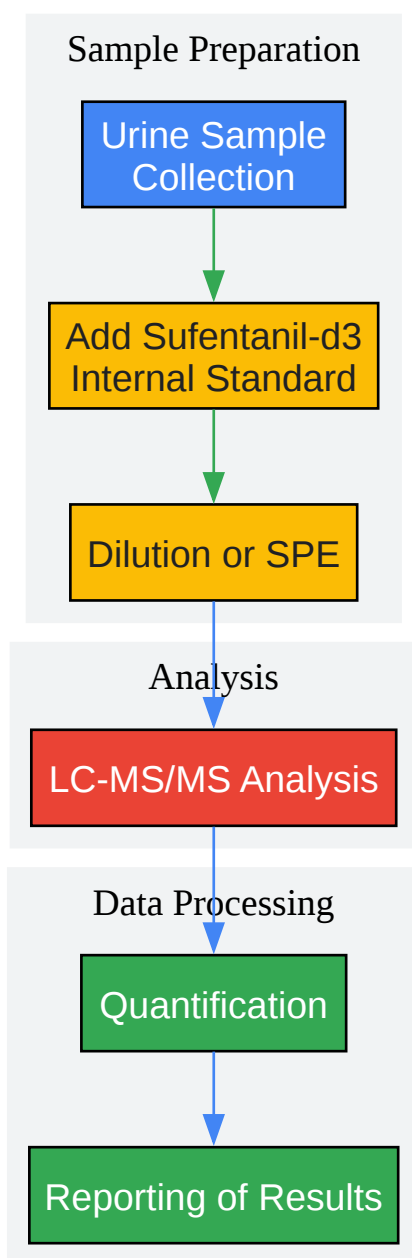 Sample Preparation
Urine Sample
Collection
Add Sufentanil-d3
Internal Standard
Dilution or SPE
Analysis
LC-MS/MS Analysis
Data Processing
Quantification
Reporting of Results